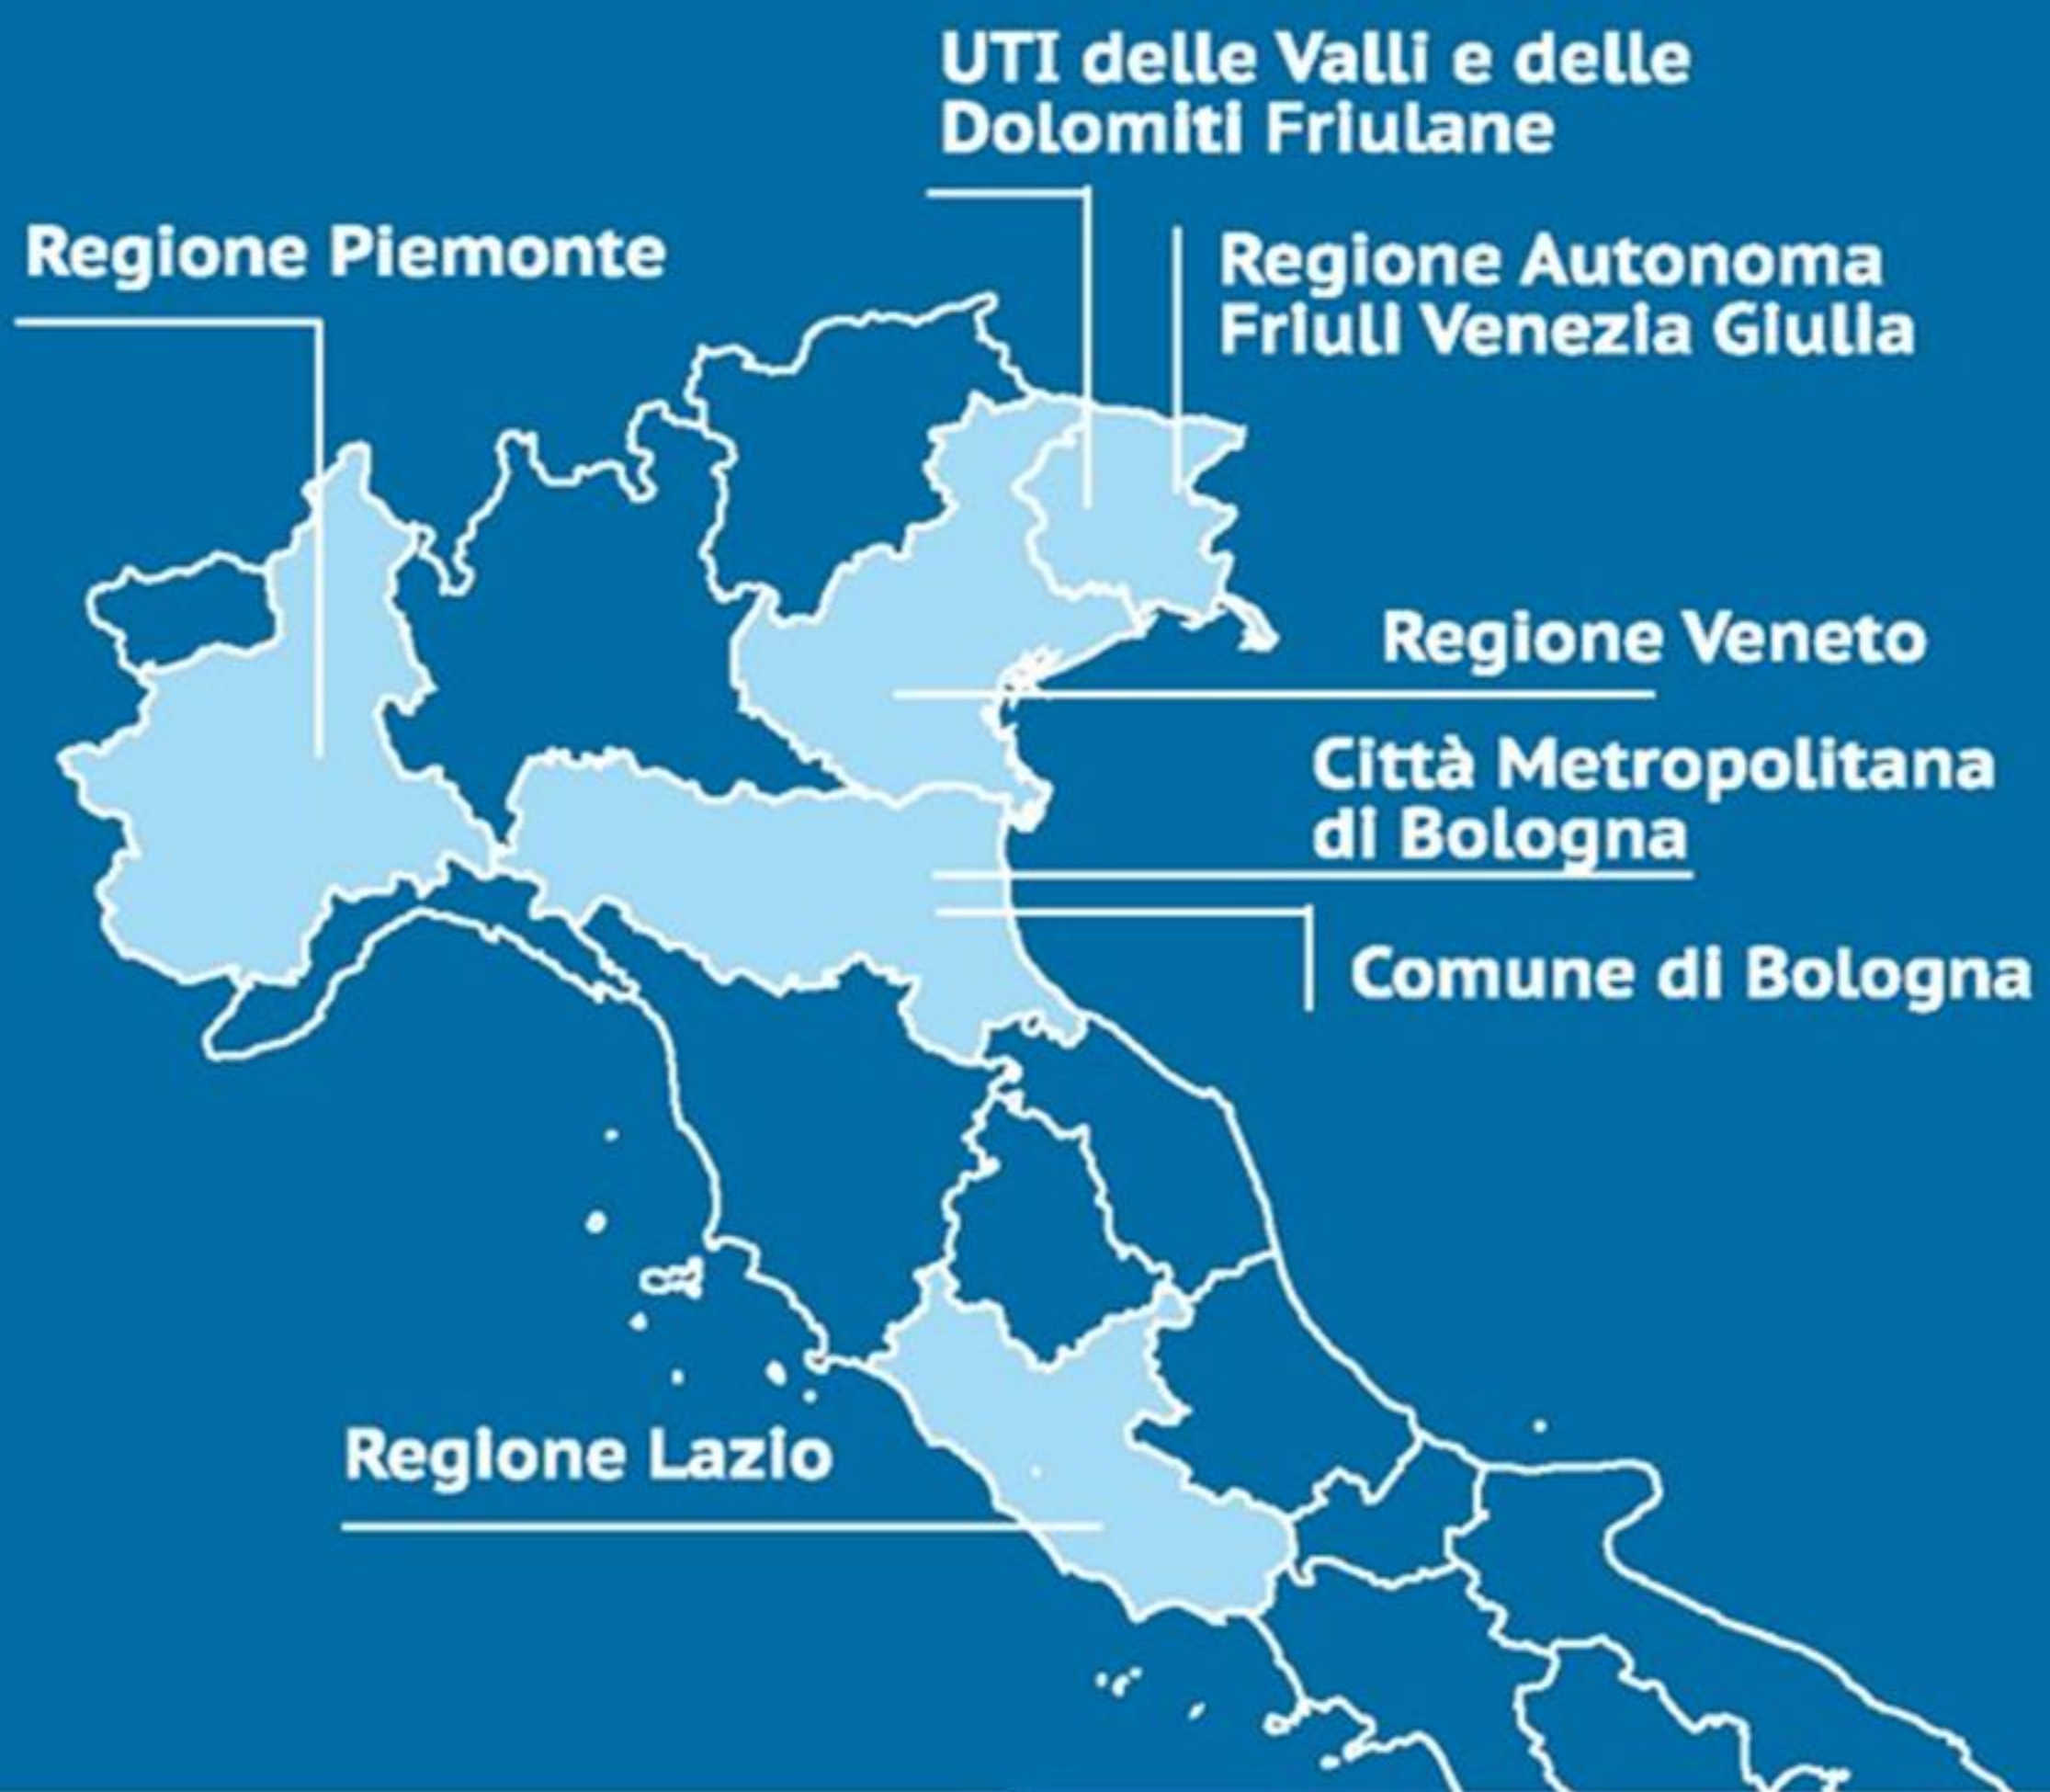 UTI delle Valli e delle
Dolomiti Friulane
Regione Piemonte
Regione Autonoma
Friuli Venezia Giulia
Regione Veneto
Città Metropolitana
di Bologna
Comune di Bologna
Regione Lazio